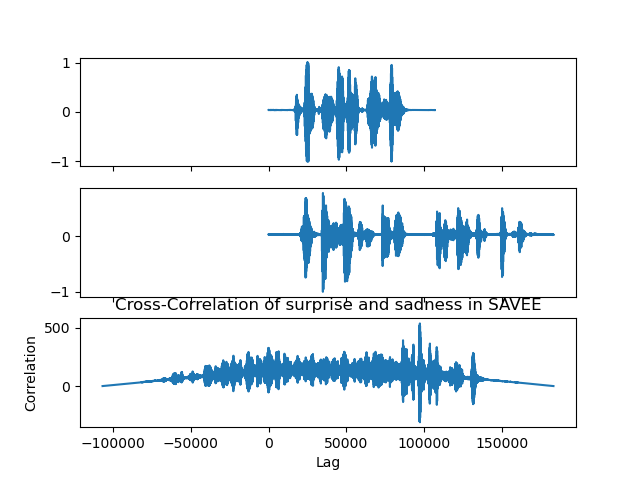 1
0
−1
0
−1
Cross-Correlation of surprise and sadness in SAVEE
500
0
Correlation
−100000 −50000 0 50000 100000 150000
Lag